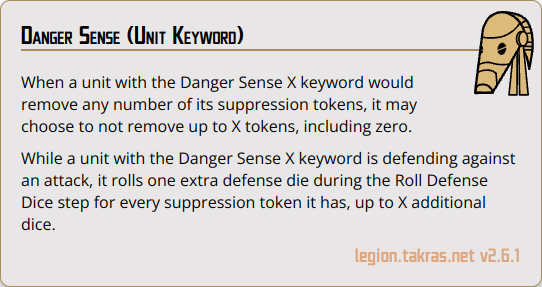 Danger Sense (Unit Keyword)
When a unit with the Danger Sense X keyword would
remove any number of its suppression tokens, it may
choose to not remove up to X tokens, including zero.
While a unit with the Danger Sense X keyword is defending against
an attack, it rolls one extra defense die during the Roll Defense
Dice step for every suppression token it has, up to X additional
dice.
legion.takras.net v2.6.1